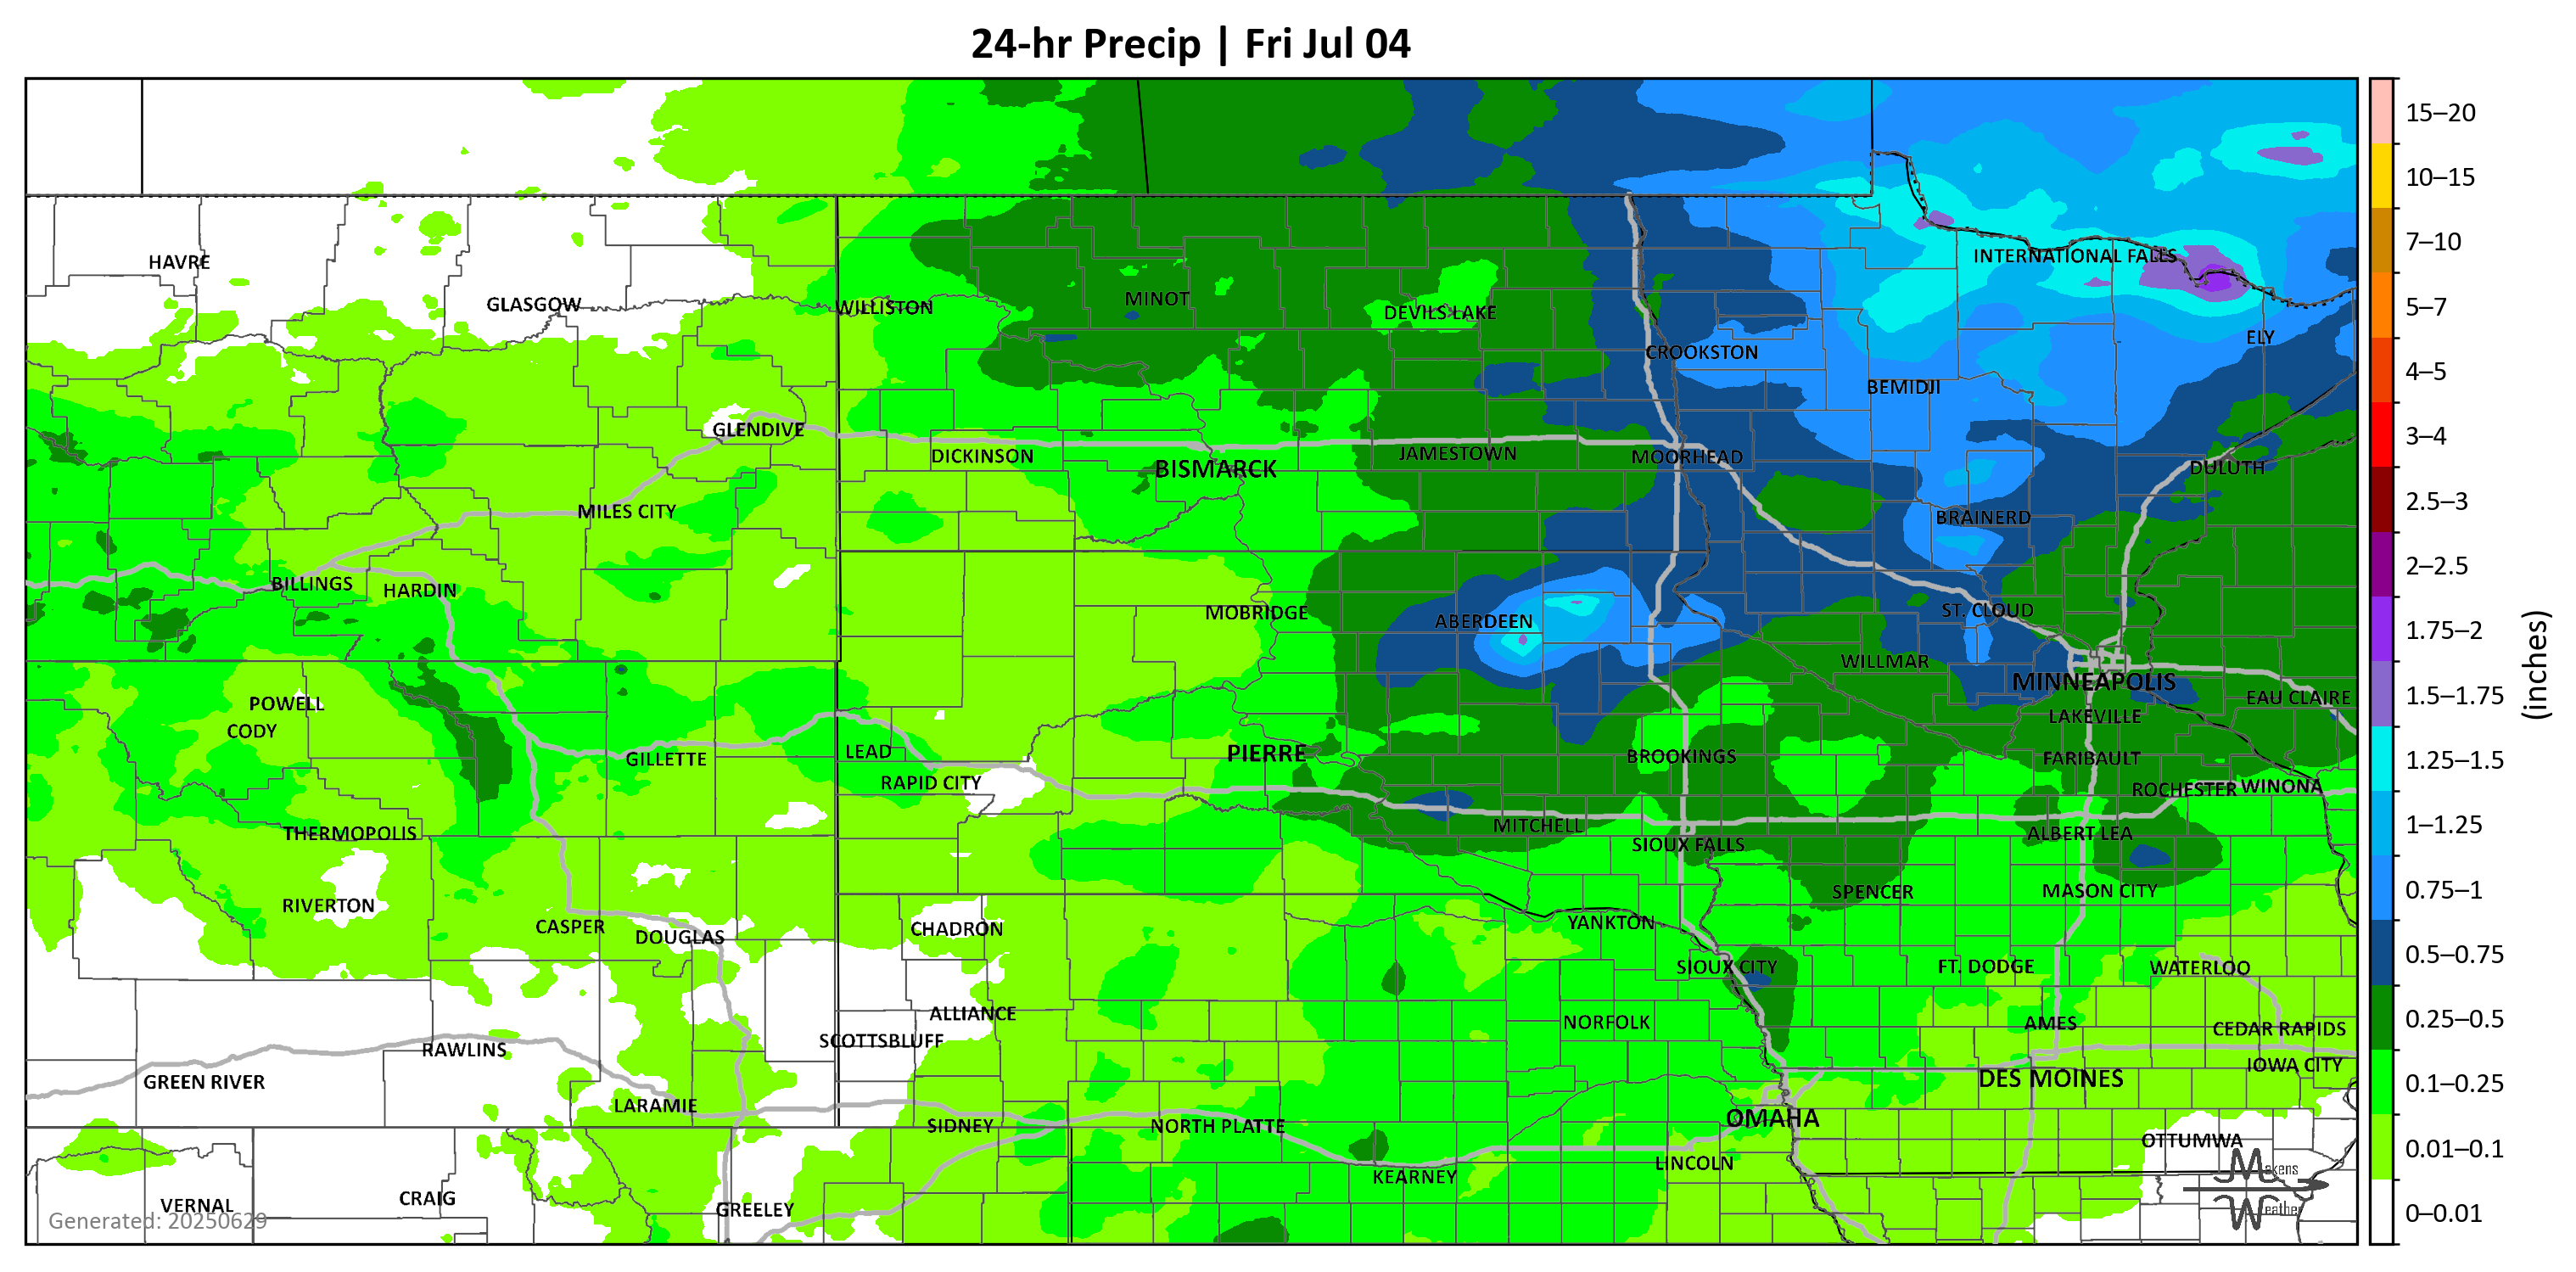 24-hr Precip | Fri Jul 04
HAVRE
GLASGOW
WILLISTON
MINOT
DEVILS LAKE
INTERNATIONAL FALLS
CROOKSTON
ELY
BEMIDJI
GLENDIVE
DICKINSON
BISMARCK
JAMESTOWN
MOORHEAD
DULUTH
MILES CITY
BRAINERD
BILLINGS
HARDIN
MOBRIDGE
ABERDEEN
ST. CLOUD
WILLMAR
MINNEAPOLIS
POWELL
EAU CLAIRE
CODY
LAKEVILLE
GILLETTE
LEAD
PIERRE
BROOKINGS
FARIBAULT
RAPID CITY
ROCHESTER
WINONA
THERMOPOLIS
MITCHELL
ALBERT LEA
SIOUX FALLS
RIVERTON
SPENCER
MASON CITY
CASPER
DOUGLAS
CHADRON
YANKTON
SIOUX CITY
FT. DODGE
WATERLOO
ALLIANCE
NORFOLK
AMES
CEDAR RAPIDS
SCOTTSBLUFF
RAWLINS
IOWA CITY
GREEN RIVER
DES MOINES
LARAMIE
SIDNEY
NORTH PLATTE
OMAHA
OTTUMWA
KEARNEY
LINCOLN
VERNAL
CRAIG
GREELEY
Generated: 20250629
Makens
Weather
15–20
10–15
7–10
5–7
4–5
3–4
2.5–3
2–2.5
1.75–2
1.5–1.75
1.25–1.5
1–1.25
0.75–1
0.5–0.75
0.25–0.5
0.1–0.25
0.01–0.1
0–0.01
(inches)